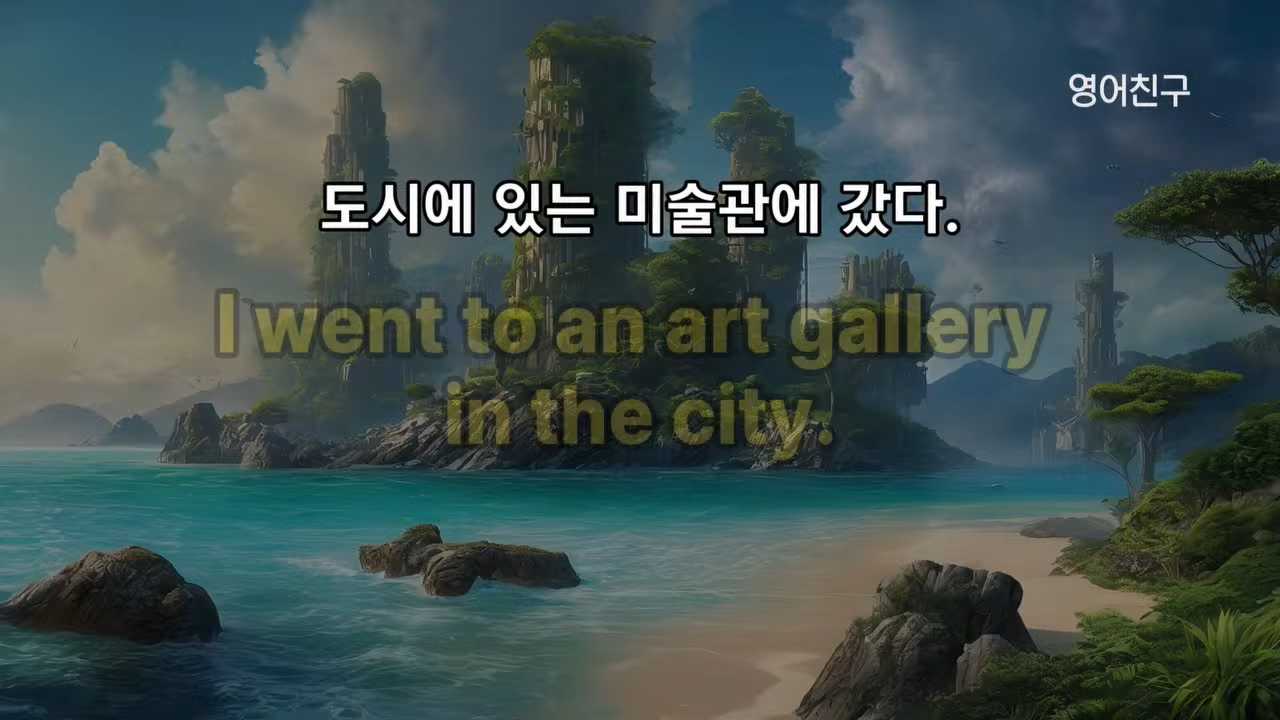 영어친구
도시에 있는 미술관에 갔다.
I went to an art gallery
in the city.